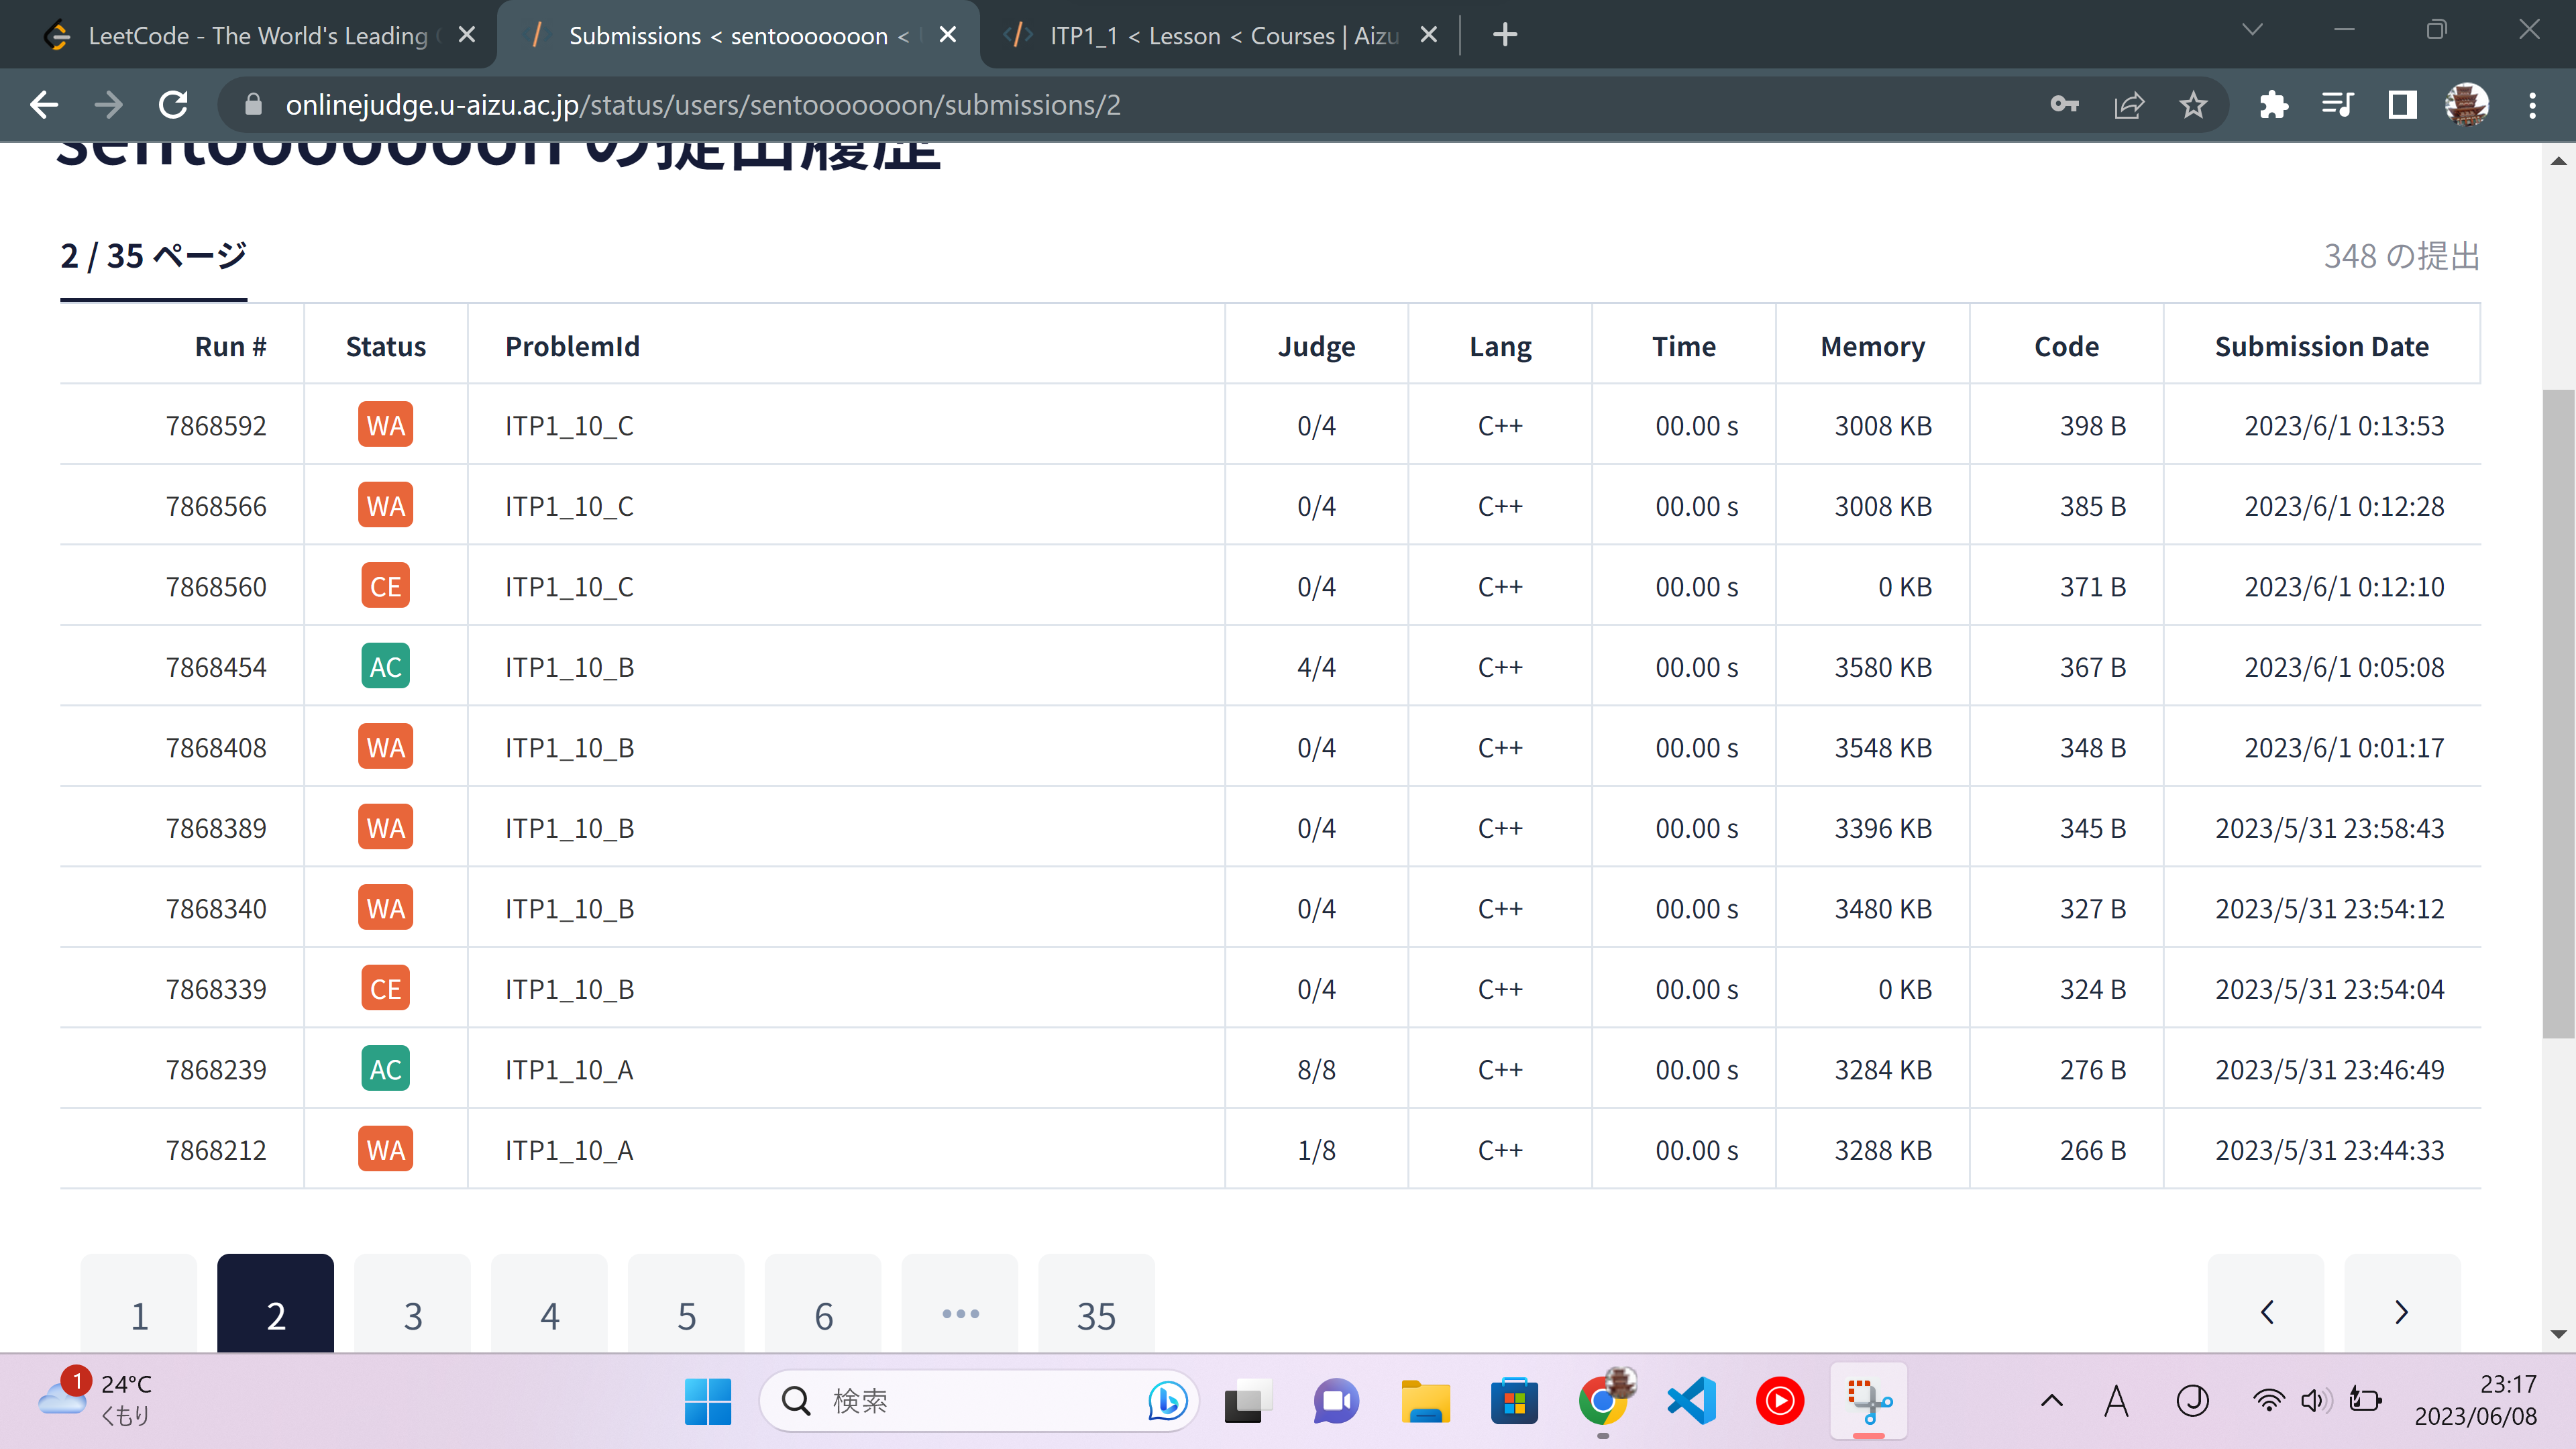 LeetCode - The World's Leading
Submissions < sentooooooon <
ITP1_1 < Lesson < Courses | Aizu
onlinejudge.u-aizu.ac.jp/status/users/sentooooooon/submissions/2
sentooooooon の提出履歴
2 / 35 ページ
348 の提出
Run # Status ProblemId Judge Lang Time Memory Code Submission Date
7868592 WA ITP1_10_C 0/4 C++ 00.00 s 3008 KB 398 B 2023/6/1 0:13:53
7868566 WA ITP1_10_C 0/4 C++ 00.00 s 3008 KB 385 B 2023/6/1 0:12:28
7868560 CE ITP1_10_C 0/4 C++ 00.00 s 0 KB 371 B 2023/6/1 0:12:10
7868454 AC ITP1_10_B 4/4 C++ 00.00 s 3580 KB 367 B 2023/6/1 0:05:08
7868408 WA ITP1_10_B 0/4 C++ 00.00 s 3548 KB 348 B 2023/6/1 0:01:17
7868389 WA ITP1_10_B 0/4 C++ 00.00 s 3396 KB 345 B 2023/5/31 23:58:43
7868340 WA ITP1_10_B 0/4 C++ 00.00 s 3480 KB 327 B 2023/5/31 23:54:12
7868339 CE ITP1_10_B 0/4 C++ 00.00 s 0 KB 324 B 2023/5/31 23:54:04
7868239 AC ITP1_10_A 8/8 C++ 00.00 s 3284 KB 276 B 2023/5/31 23:46:49
7868212 WA ITP1_10_A 1/8 C++ 00.00 s 3288 KB 266 B 2023/5/31 23:44:33
1 2 3 4 5 6 ••• 35 < >
1
24°C
くもり
検索
A
J
23:17
2023/06/08